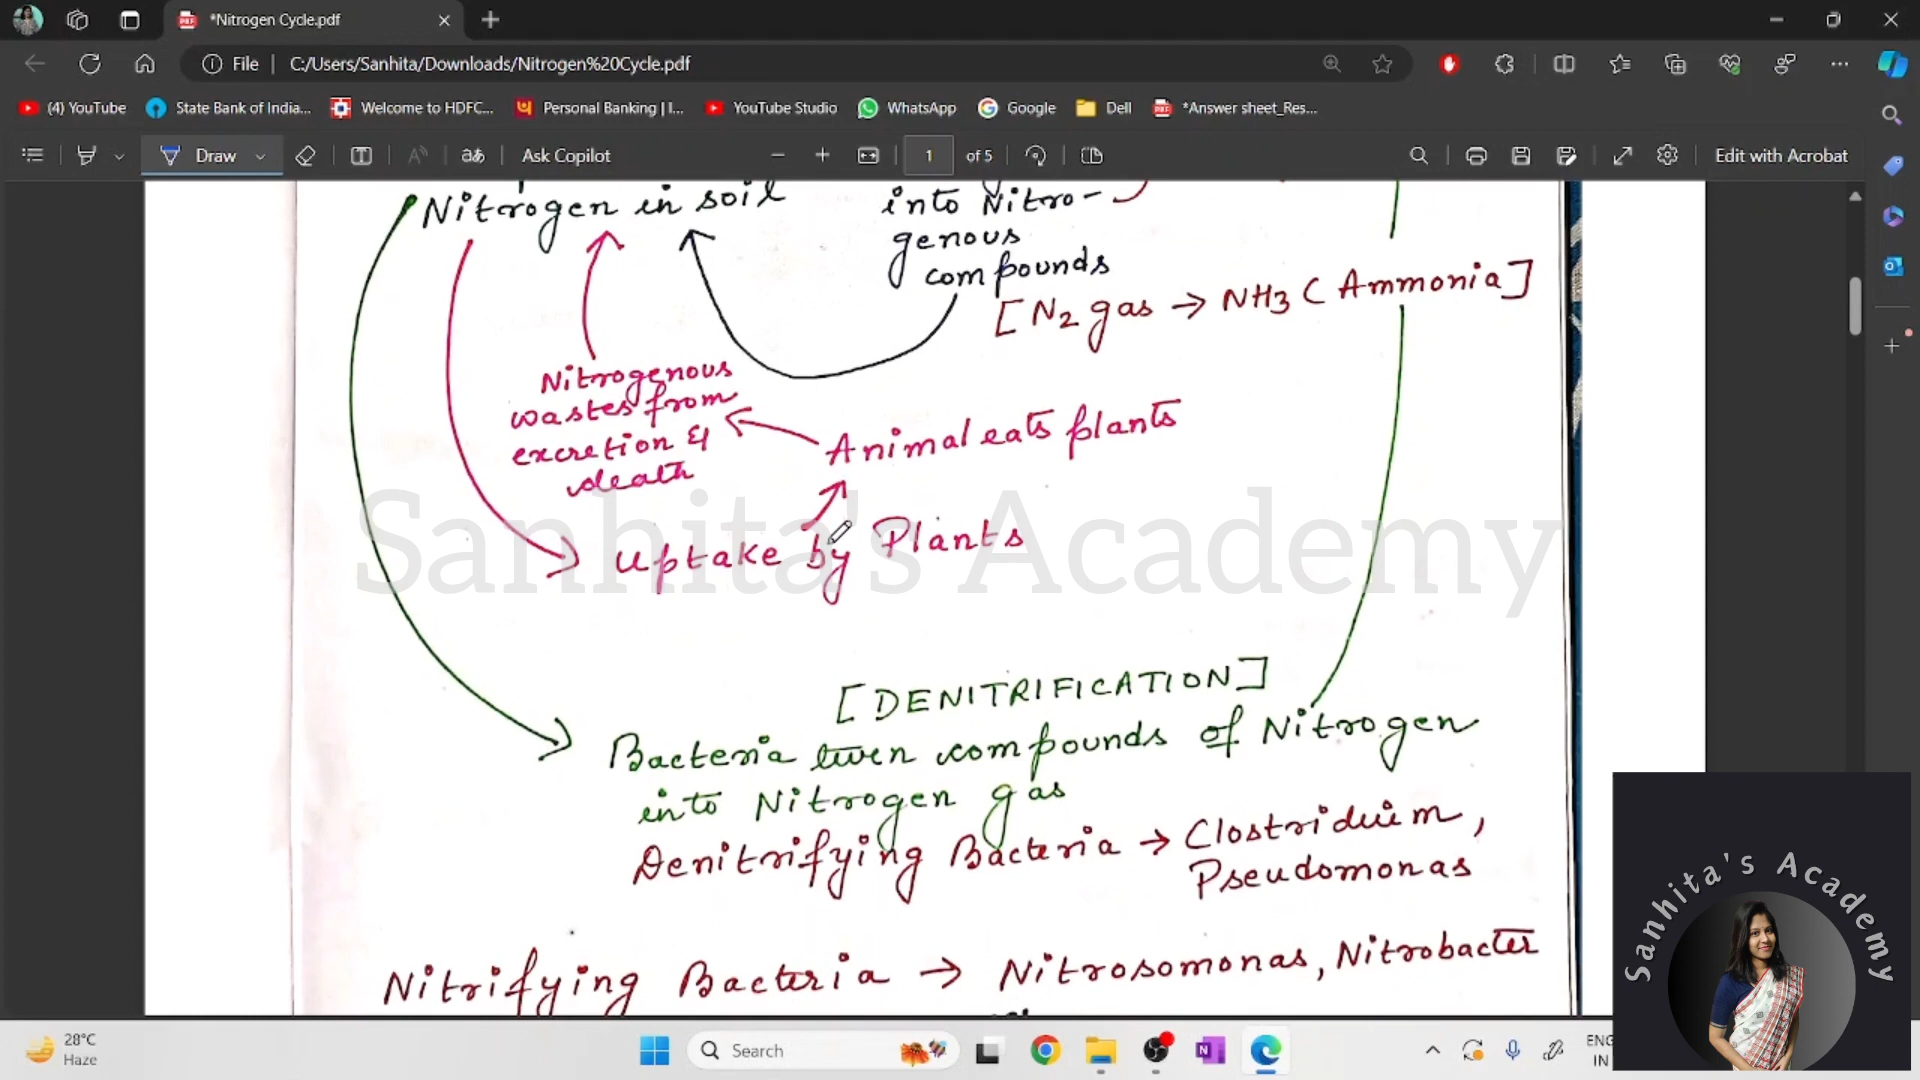 *Nitrogen Cycle.pdf
File | C:/Users/Sanhita/Downloads/Nitrogen%20Cycle.pdf
(4) YouTube State Bank of India... Welcome to HDFC... Personal Banking | I... YouTube Studio WhatsApp Google Dell *Answer sheet_Res...
Draw Ask Copilot 1 of 5 Edit with Acrobat
Nitrogen in soil
into Nitro-
genous
compounds
[N2 gas → NH3 ( Ammonia]
Nitrogenous
wastes from
excretion &
death
Animal eats plants
Uptake by Plants
Sanhita's Academy
[DENITRIFICATION]
Bacteria turn compounds of Nitrogen
into Nitrogen gas
Denitrifying Bacteria → Clostridium,
Pseudomonas
Nitrifying Bacteria → Nitrosomonas, Nitrobacter
Sanhita's Academy
28°C
Haze
Search
ENG
IN